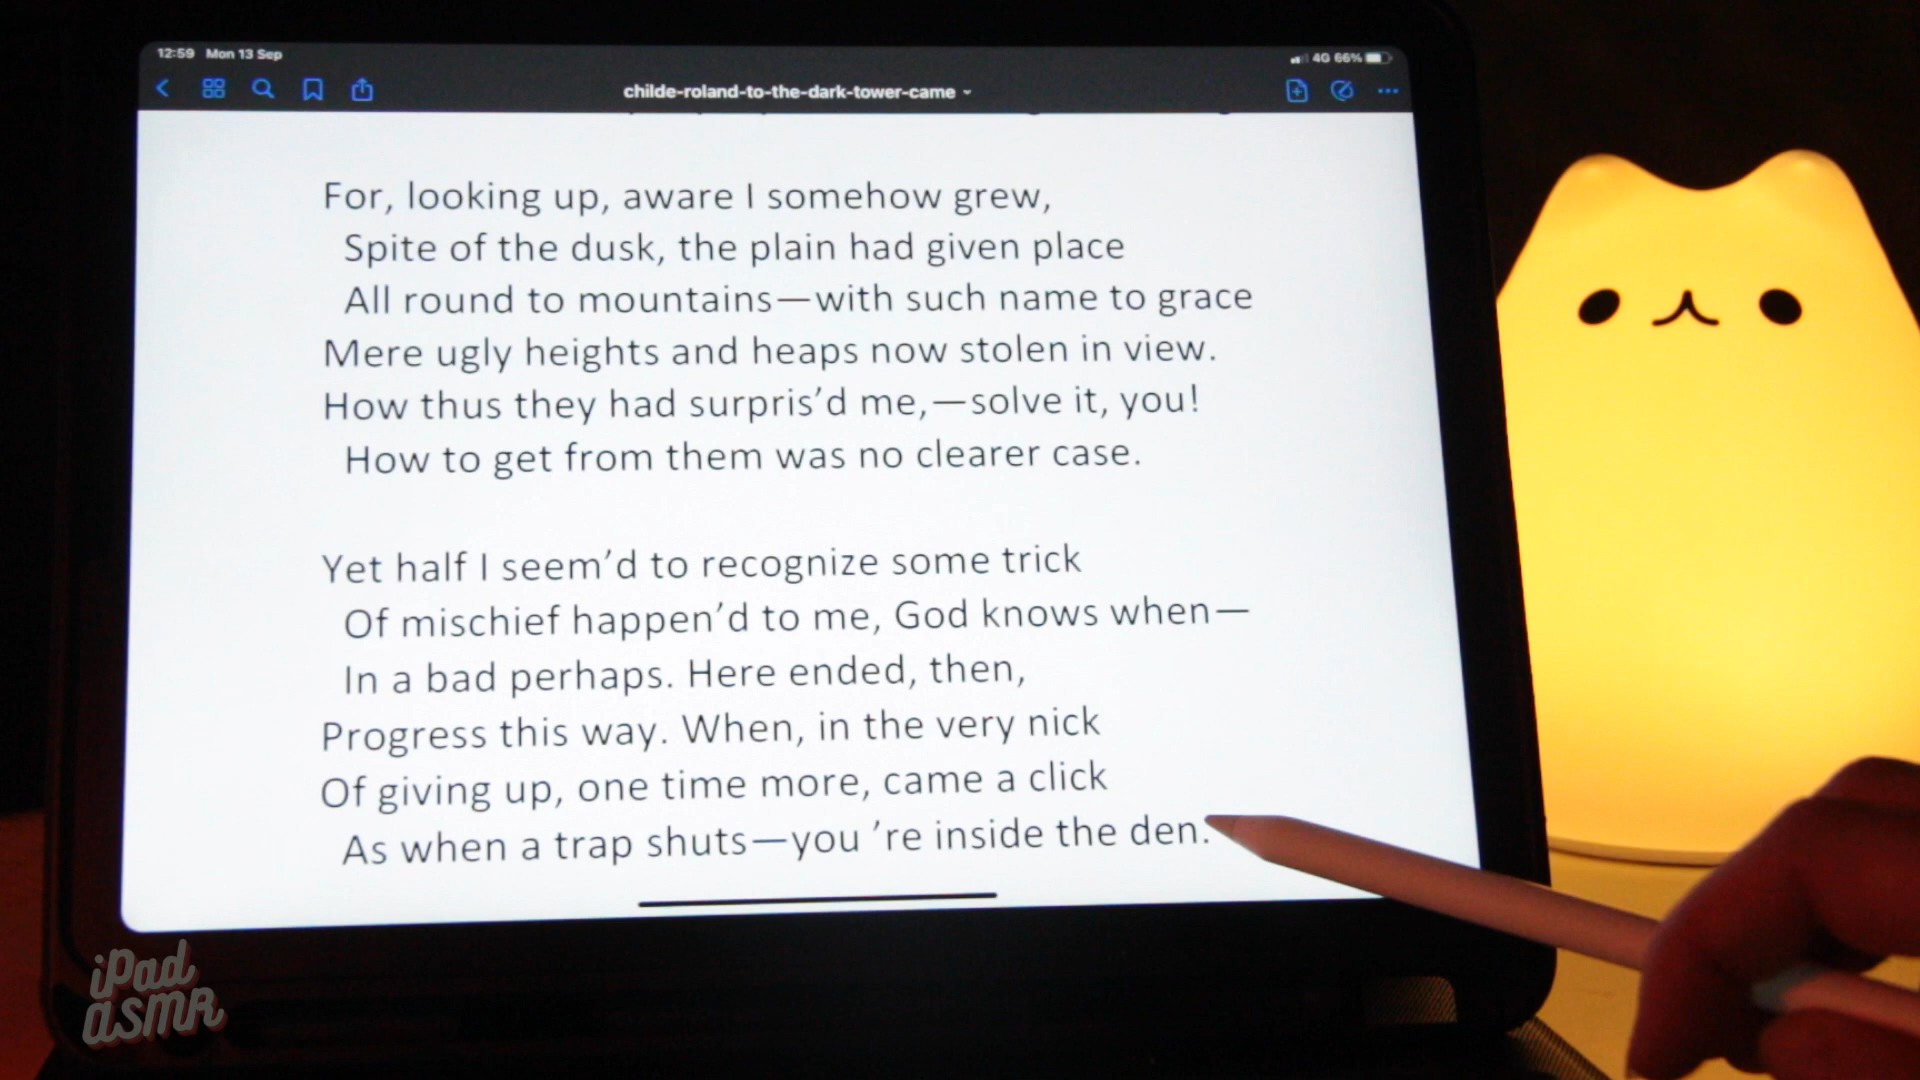 12:59 Mon 13 Sep
4G 66%
childe-roland-to-the-dark-tower-came
For, looking up, aware I somehow grew,
Spite of the dusk, the plain had given place
All round to mountains—with such name to grace
Mere ugly heights and heaps now stolen in view.
How thus they had surpris’d me,—solve it, you!
How to get from them was no clearer case.
Yet half I seem’d to recognize some trick
Of mischief happen’d to me, God knows when—
In a bad perhaps. Here ended, then,
Progress this way. When, in the very nick
Of giving up, one time more, came a click
As when a trap shuts—you ’re inside the den.
iPad
asmr